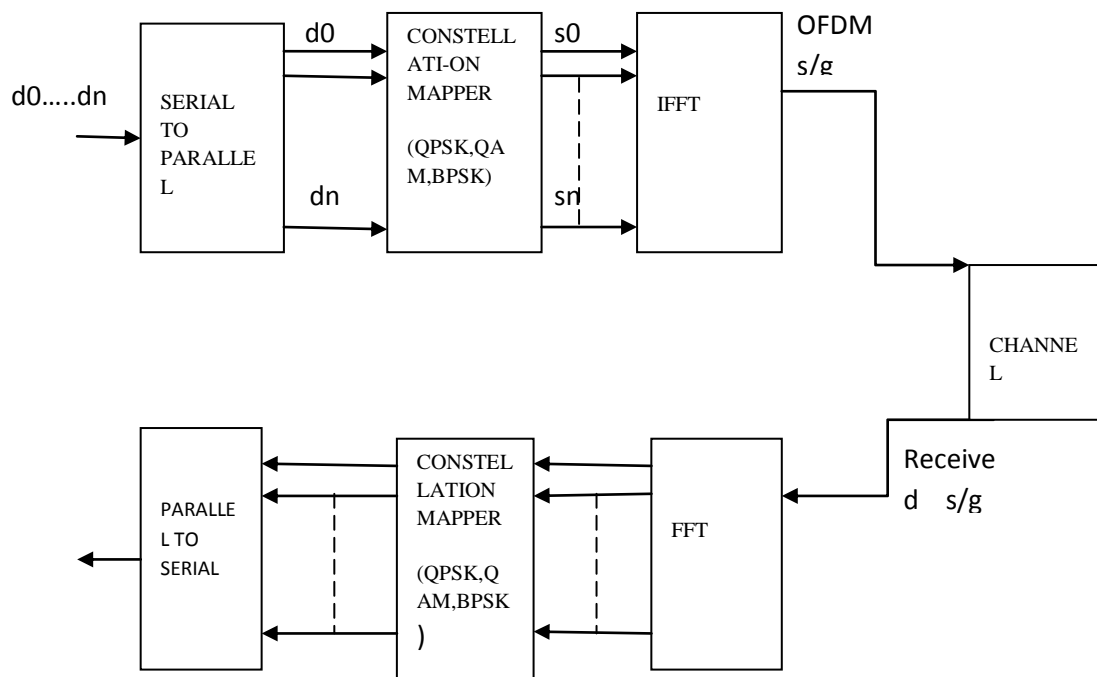 OFDM
s/g
d0
CONSTELL
ATI-ON
MAPPER
(QPSK,QA
M,BPSK)
s0
d0.....dn
SERIAL
TO
PARALLE
L
IFFT
dn
sn
CHANNE
L
Receive
d s/g
CONSTEL
LATION
MAPPER
(QPSK,Q
AM,BPSK
)
PARALLE
L TO
SERIAL
FFT